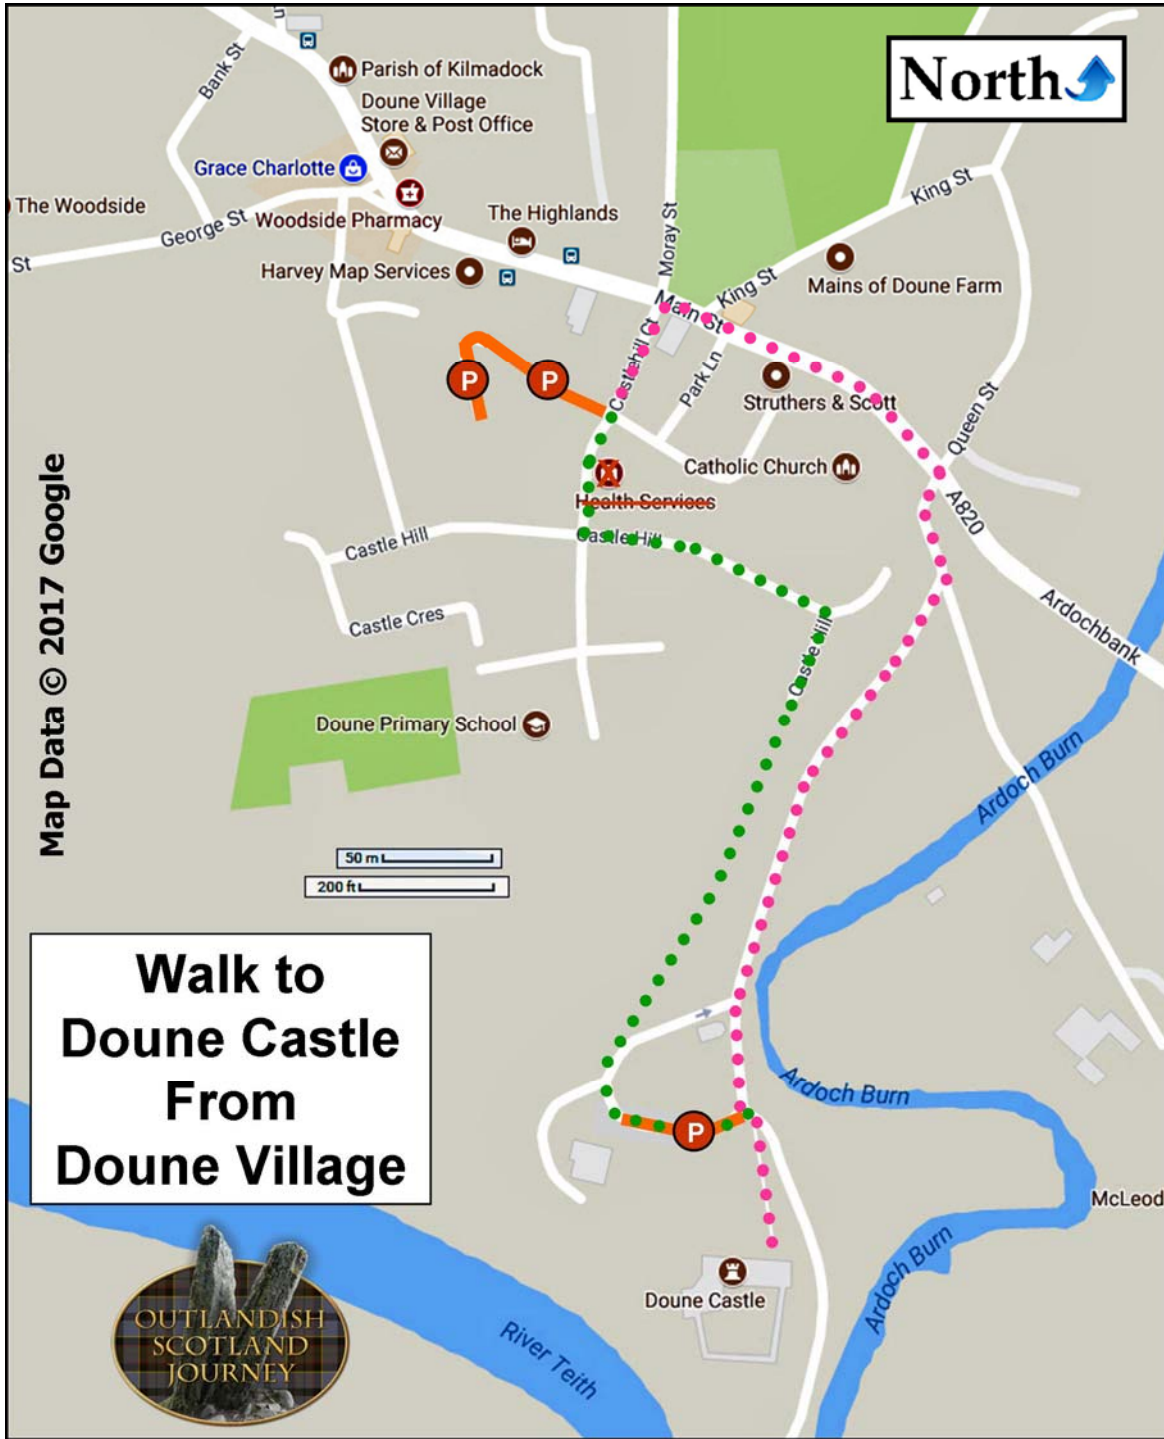 n
Bank St
Parish of Kilmadock
North
Doune Village
Store & Post Office
Grace Charlotte
The Woodside
Woodside Pharmacy
George St
St
The Highlands
Harvey Map Services
Moray St
King St
King St
Mains of Doune Farm
Main St
Castlehill Ct
Park Ln
P
P
Struthers & Scott
Queen St
Catholic Church
Health Services
A820
Castle Hill
Castle Hill
Castle Cres
Castle Hill
Ardochbank
Map Data © 2017 Google
Doune Primary School
Ardoch Burn
50 m
200 ft
Walk to
Doune Castle
From
Doune Village
Ardoch Burn
P
McLeod
Ardoch Burn
Doune Castle
River Teith
OUTLANDISH
SCOTLAND
JOURNEY